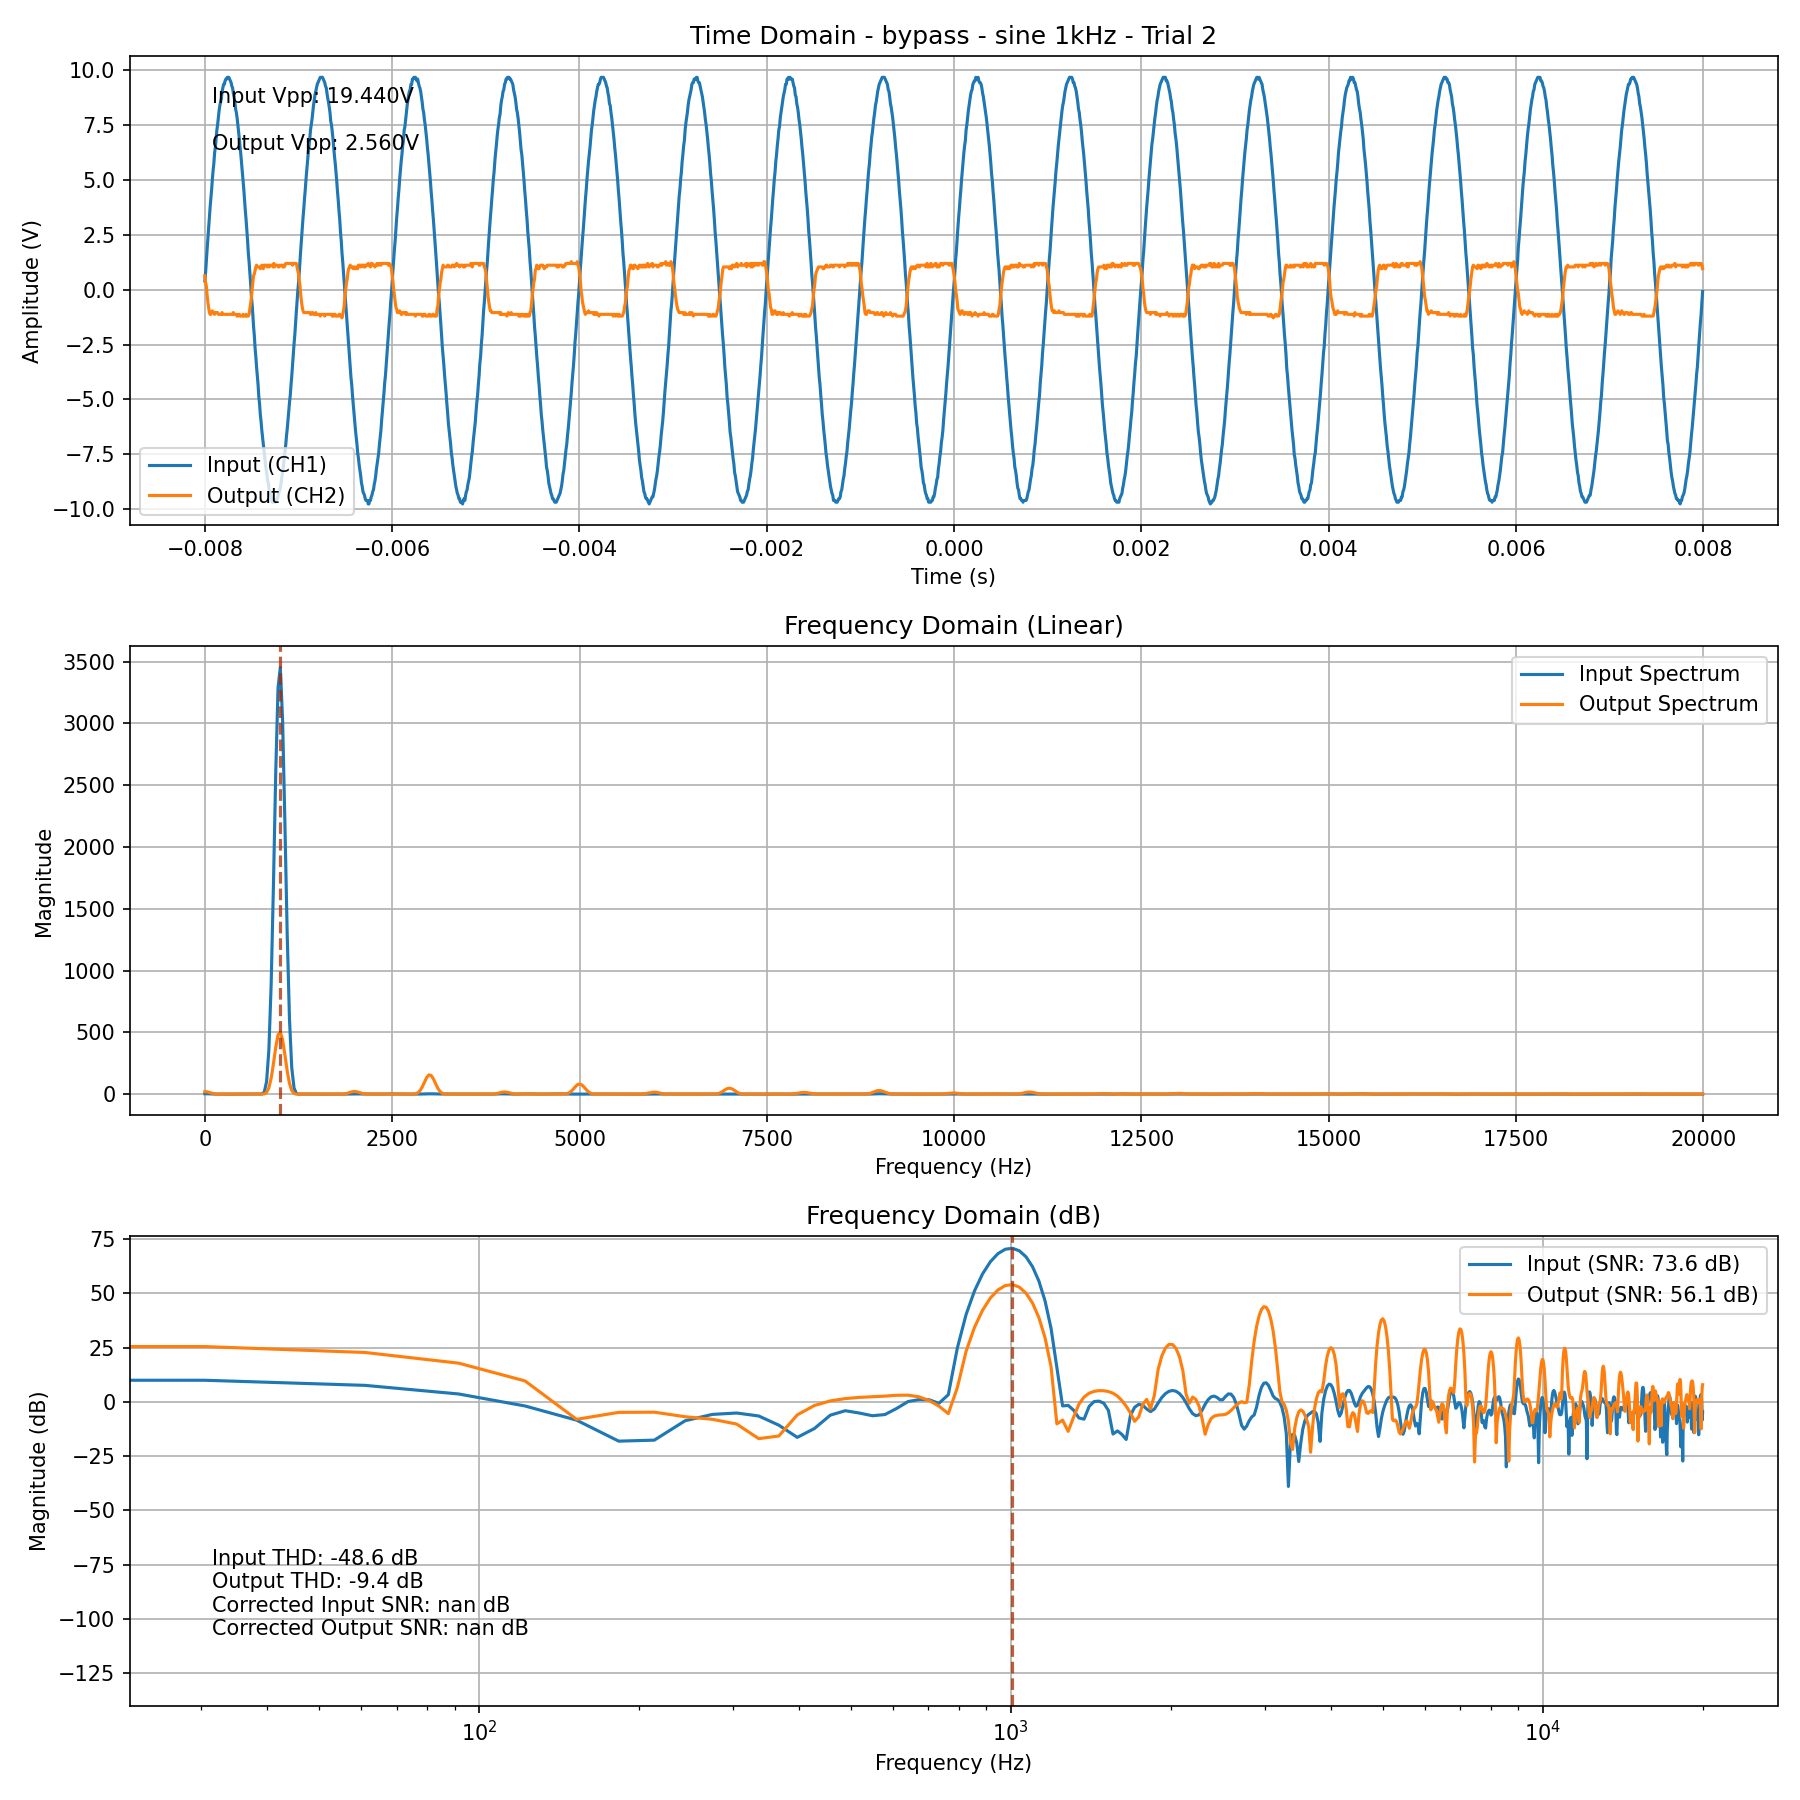 Time Domain - bypass - sine 1kHz - Trial 2
10.0
7.5
5.0
2.5
0.0
−2.5
−5.0
−7.5
−10.0
Amplitude (V)
Input Vpp: 19.440V
Output Vpp: 2.560V
Input (CH1)
Output (CH2)
−0.008
−0.006
−0.004
−0.002
0.000
0.002
0.004
0.006
0.008
Time (s)
Frequency Domain (Linear)
3500
3000
2500
2000
1500
1000
500
0
Magnitude
Input Spectrum
Output Spectrum
0
2500
5000
7500
10000
12500
15000
17500
20000
Frequency (Hz)
Frequency Domain (dB)
75
50
25
0
−25
−50
−75
−100
−125
Magnitude (dB)
Input (SNR: 73.6 dB)
Output (SNR: 56.1 dB)
Input THD: -48.6 dB
Output THD: -9.4 dB
Corrected Input SNR: nan dB
Corrected Output SNR: nan dB
10²
10³
10⁴
Frequency (Hz)